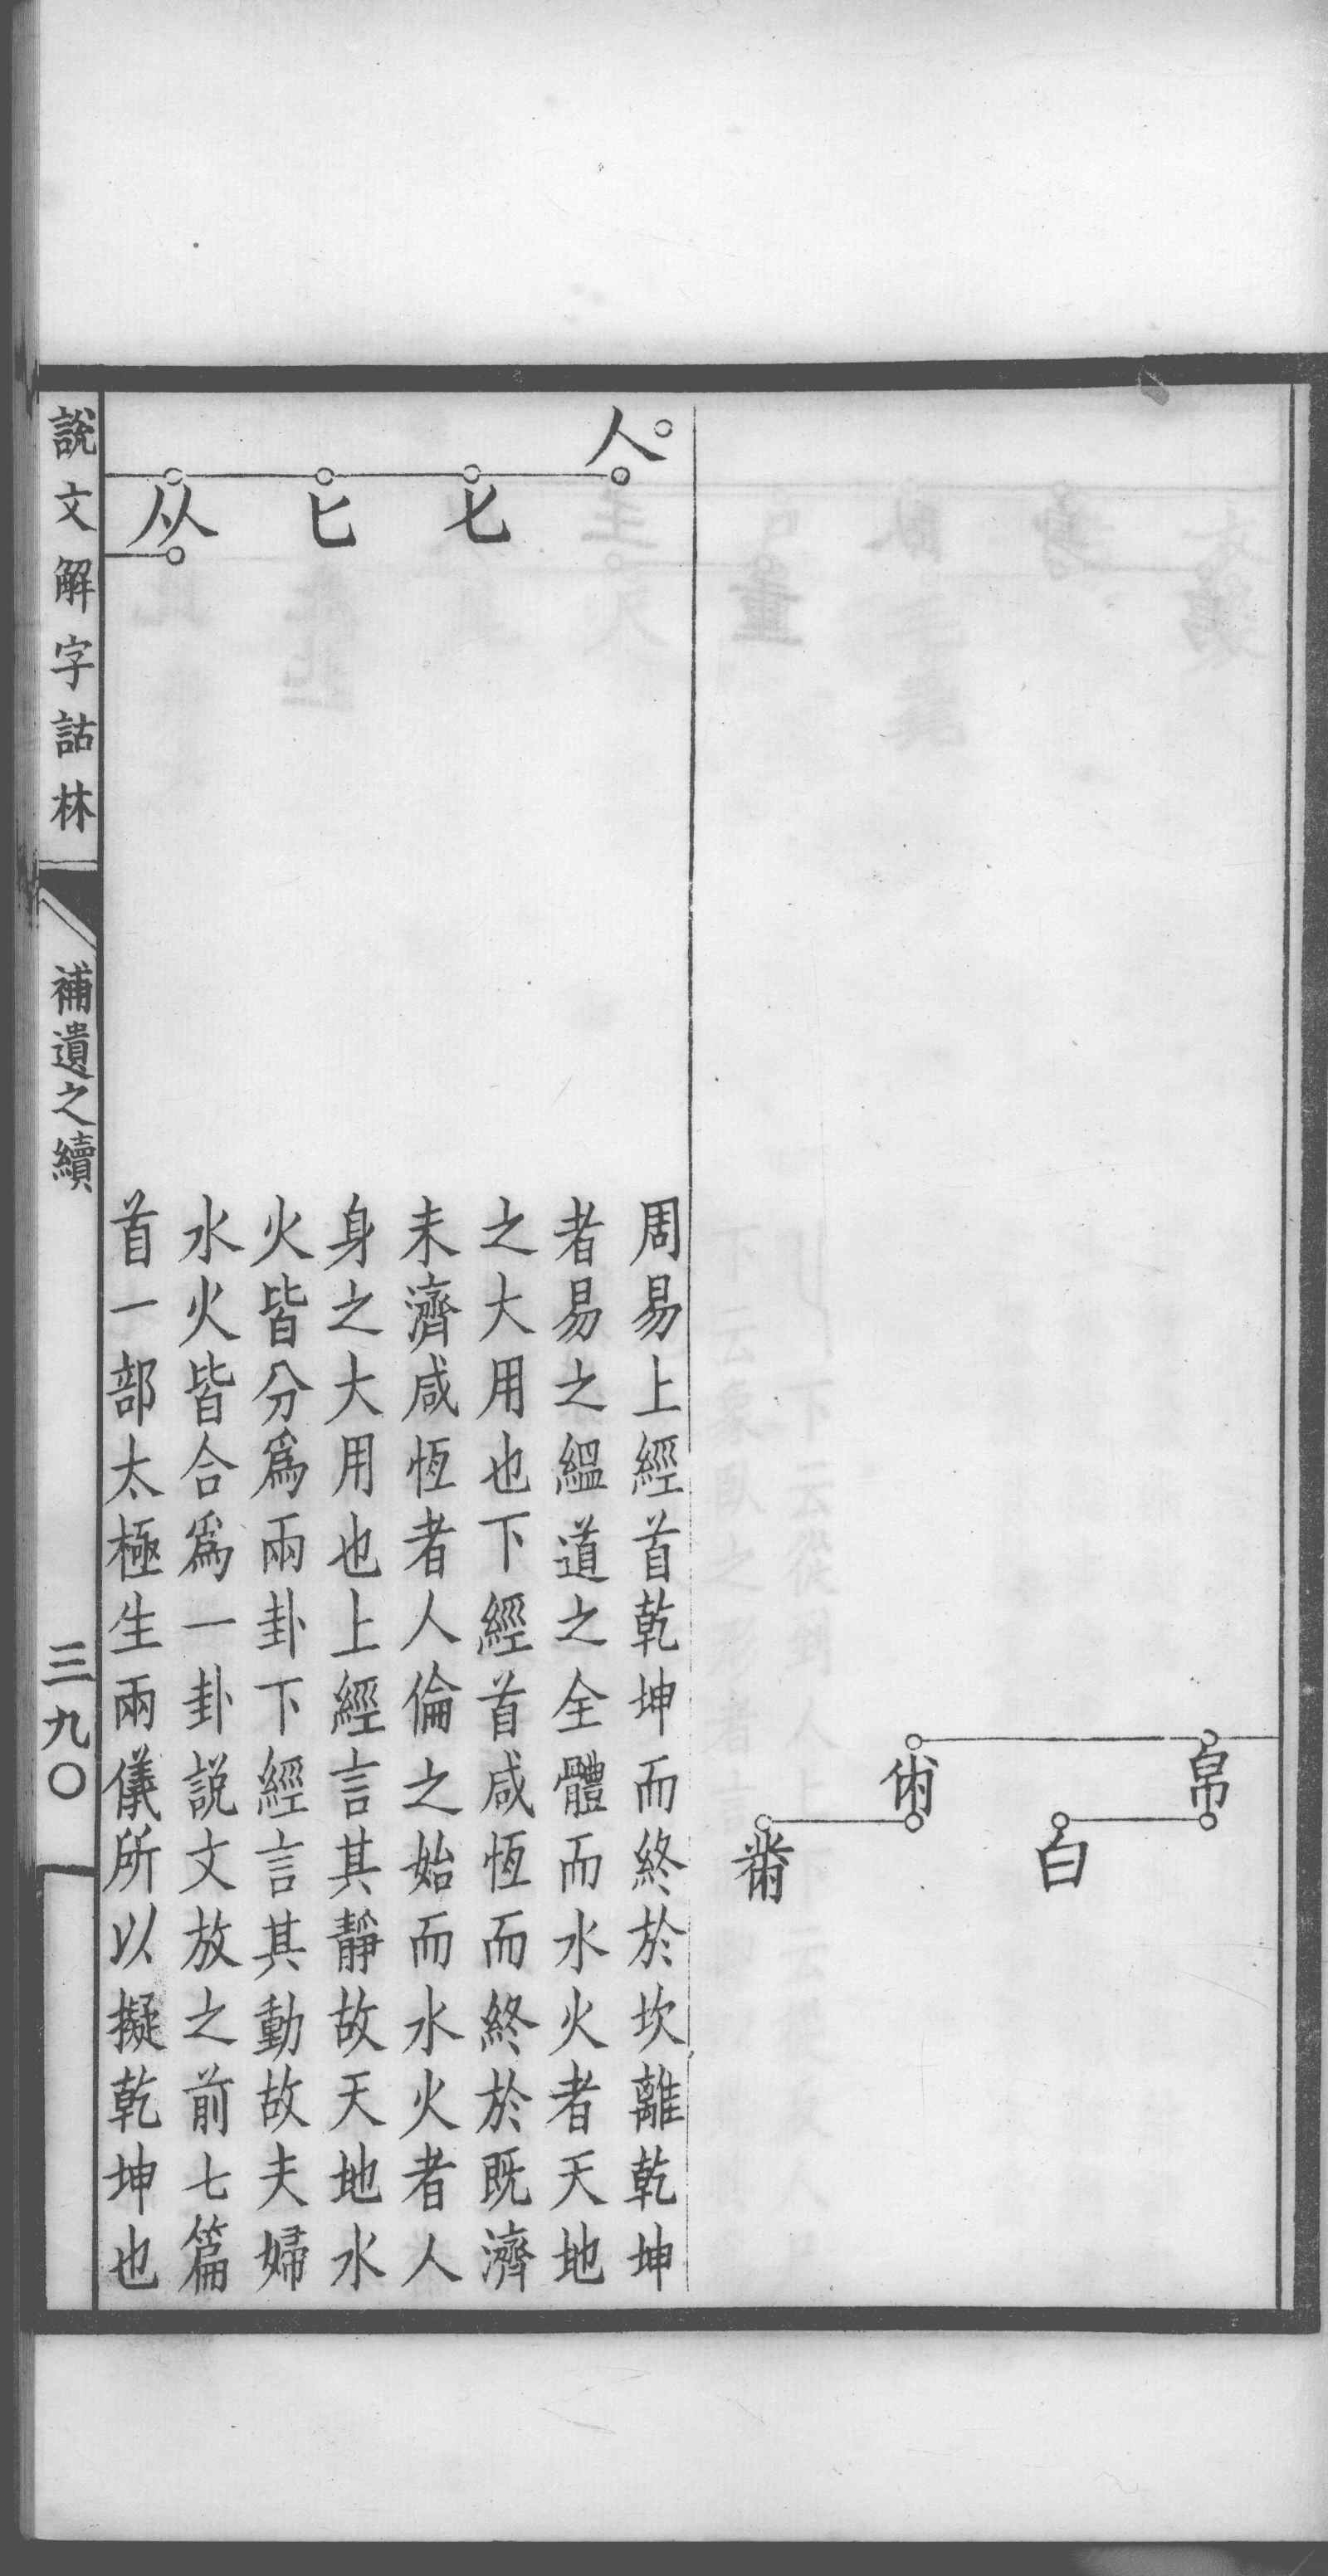 帛
白
㡀
黹
人
𠤎
匕
从
周易上經首乾坤而終於坎離乾坤
者易之緼道之全體而水火者天地
之大用也下經首咸恆而終於既濟
未濟咸恆者人倫之始而水火者人
身之大用也上經言其靜故天地水
火皆分爲兩卦下經言其動故夫婦
水火皆合爲一卦説文放之前七篇
首一部太極生兩儀所以擬乾坤也
說文解字詁林
補遺之續
三九〇